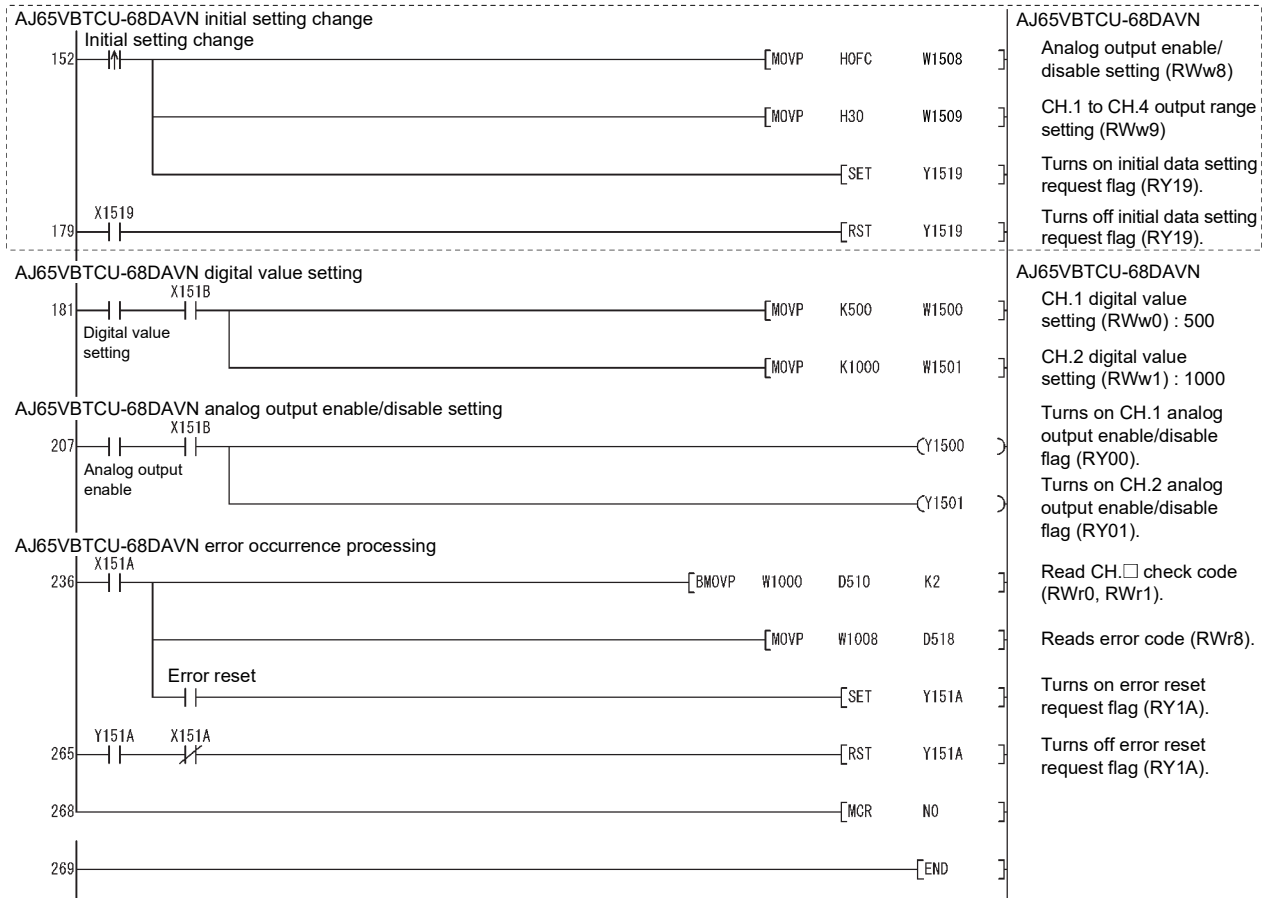 AJ65VBTCU-68DAVN initial setting change
AJ65VBTCU-68DAVN
Initial setting change
152
[MOVP H0FC W1508]
Analog output enable/
disable setting (RWw8)
[MOVP H30 W1509]
CH.1 to CH.4 output range
setting (RWw9)
[SET Y1519]
Turns on initial data setting
request flag (RY19).
X1519
179
[RST Y1519]
Turns off initial data setting
request flag (RY19).
AJ65VBTCU-68DAVN digital value setting
AJ65VBTCU-68DAVN
X151B
181
[MOVP K500 W1500]
CH.1 digital value
setting (RWw0) : 500
Digital value
setting
[MOVP K1000 W1501]
CH.2 digital value
setting (RWw1) : 1000
AJ65VBTCU-68DAVN analog output enable/disable setting
X151B
207
(Y1500)
Turns on CH.1 analog
output enable/disable
flag (RY00).
Analog output
enable
(Y1501)
Turns on CH.2 analog
output enable/disable
flag (RY01).
AJ65VBTCU-68DAVN error occurrence processing
X151A
236
[BMOVP W1000 D510 K2]
Read CH.□ check code
(RWr0, RWr1).
[MOVP W1008 D518]
Reads error code (RWr8).
Error reset
[SET Y151A]
Turns on error reset
request flag (RY1A).
Y151A X151A
265
[RST Y151A]
Turns off error reset
request flag (RY1A).
268
[MCR N0]
269
[END]